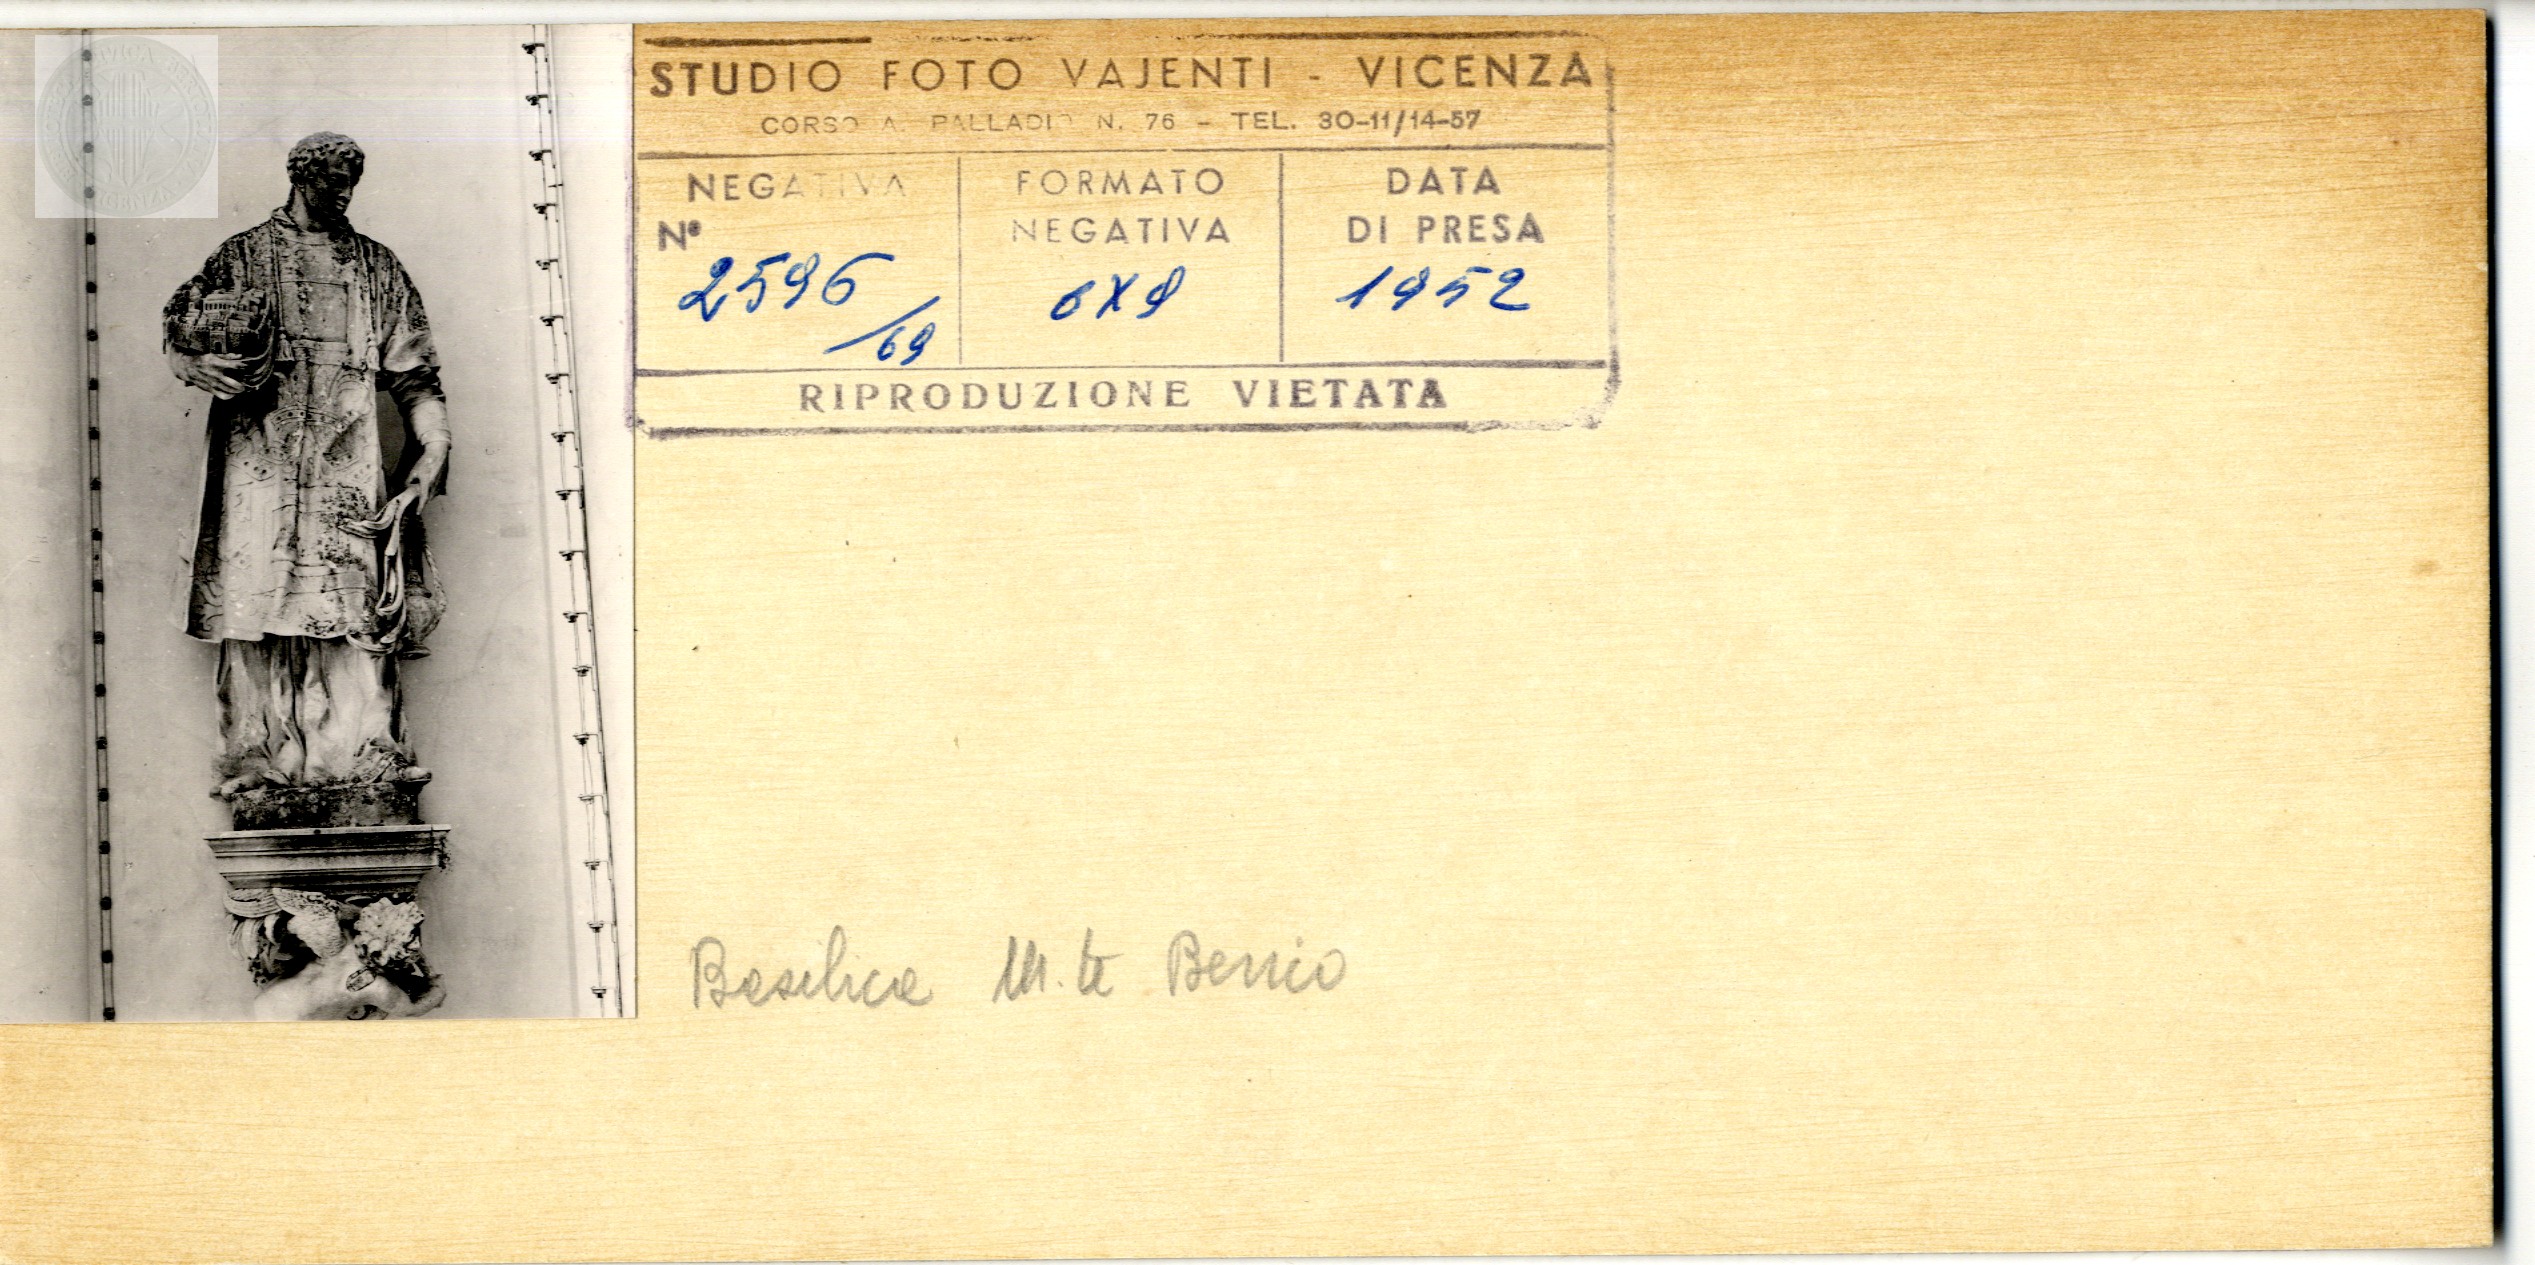 STUDIO FOTO VAJENTI - VICENZA
CORSO A. PALLADIO N. 76 - TEL. 30-11/14-57
NEGATIVA
N°
2596
/69
FORMATO
NEGATIVA
6X9
DATA
DI PRESA
1952
RIPRODUZIONE VIETATA
Basilica M.te Berico